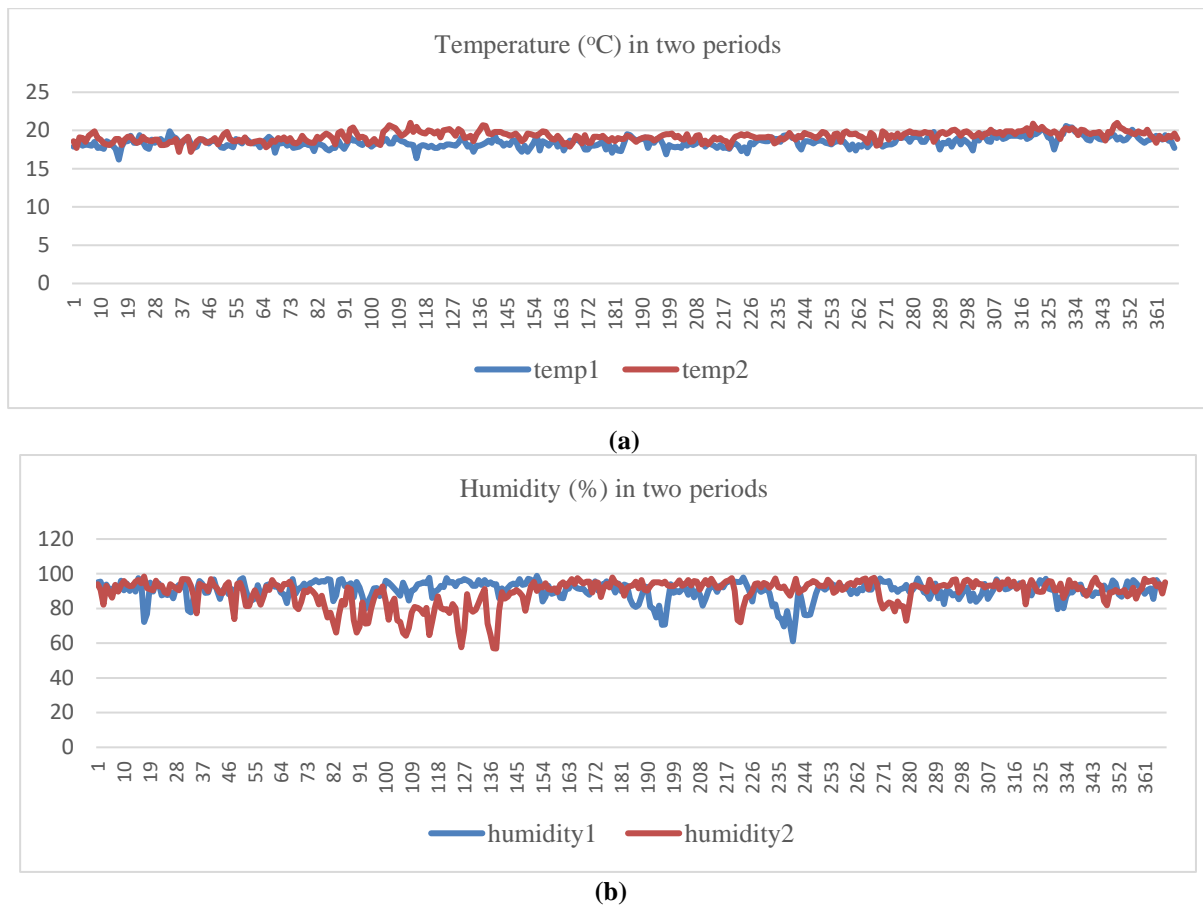 Temperature (°C) in two periods
25
20
15
10
5
0
1 10 19 28 37 46 55 64 73 82 91 100 109 118 127 136 145 154 163 172 181 190 199 208 217 226 235 244 253 262 271 280 289 298 307 316 325 334 343 352 361
temp1 temp2
(a)
Humidity (%) in two periods
120
100
80
60
40
20
0
1 10 19 28 37 46 55 64 73 82 91 100 109 118 127 136 145 154 163 172 181 190 199 208 217 226 235 244 253 262 271 280 289 298 307 316 325 334 343 352 361
humidity1 humidity2
(b)